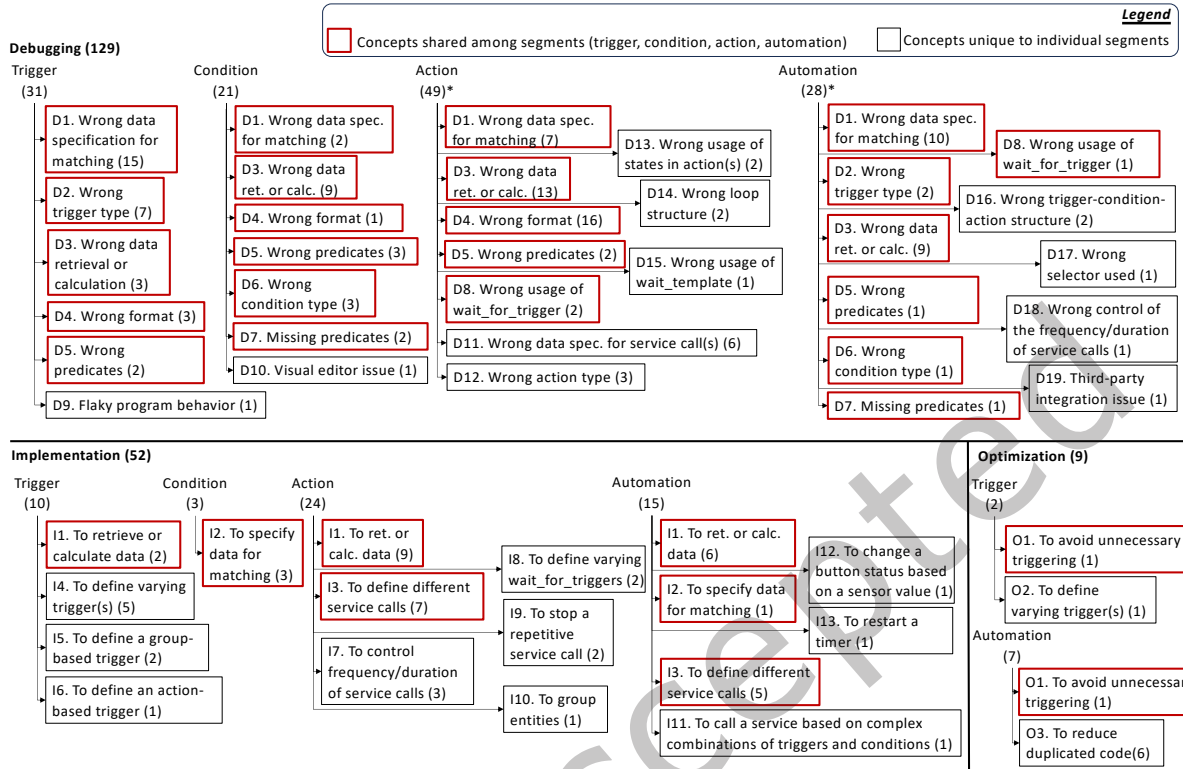 Legend
Concepts shared among segments (trigger, condition, action, automation)
Concepts unique to individual segments
Debugging (129)
Trigger
(31)
D1. Wrong data
specification for
matching (15)
D2. Wrong
trigger type (7)
D3. Wrong data
retrieval or
calculation (3)
D4. Wrong format (3)
D5. Wrong
predicates (2)
D9. Flaky program behavior (1)
Condition
(21)
D1. Wrong data spec.
for matching (2)
D3. Wrong data
ret. or calc. (9)
D4. Wrong format (1)
D5. Wrong predicates (3)
D6. Wrong
condition type (3)
D7. Missing predicates (2)
D10. Visual editor issue (1)
Action
(49)*
D1. Wrong data spec.
for matching (7)
D13. Wrong usage of
states in action(s) (2)
D3. Wrong data
ret. or calc. (13)
D14. Wrong loop
structure (2)
D4. Wrong format (16)
D5. Wrong predicates (2)
D15. Wrong usage of
wait_template (1)
D8. Wrong usage of
wait_for_trigger (2)
D11. Wrong data spec. for service call(s) (6)
D12. Wrong action type (3)
Automation
(28)*
D1. Wrong data spec.
for matching (10)
D8. Wrong usage of
wait_for_trigger (1)
D2. Wrong
trigger type (2)
D16. Wrong trigger-condition-
action structure (2)
D3. Wrong data
ret. or calc. (9)
D17. Wrong
selector used (1)
D5. Wrong
predicates (1)
D18. Wrong control of
the frequency/duration
of service calls (1)
D6. Wrong
condition type (1)
D19. Third-party
integration issue (1)
D7. Missing predicates (1)
Implementation (52)
Trigger
(10)
I1. To retrieve or
calculate data (2)
I4. To define varying
trigger(s) (5)
I5. To define a group-
based trigger (2)
I6. To define an action-
based trigger (1)
Condition
(3)
I2. To specify
data for
matching (3)
Action
(24)
I1. To ret. or
calc. data (9)
I8. To define varying
wait_for_triggers (2)
I3. To define different
service calls (7)
I9. To stop a
repetitive
service call (2)
I7. To control
frequency/duration
of service calls (3)
I10. To group
entities (1)
Automation
(15)
I1. To ret. or calc.
data (6)
I12. To change a
button status based
on a sensor value (1)
I2. To specify data
for matching (1)
I13. To restart a
timer (1)
I3. To define different
service calls (5)
I11. To call a service based on complex
combinations of triggers and conditions (1)
Optimization (9)
Trigger
(2)
O1. To avoid unnecessary
triggering (1)
O2. To define
varying trigger(s) (1)
Automation
(7)
O1. To avoid unnecessary
triggering (1)
O3. To reduce
duplicated code(6)